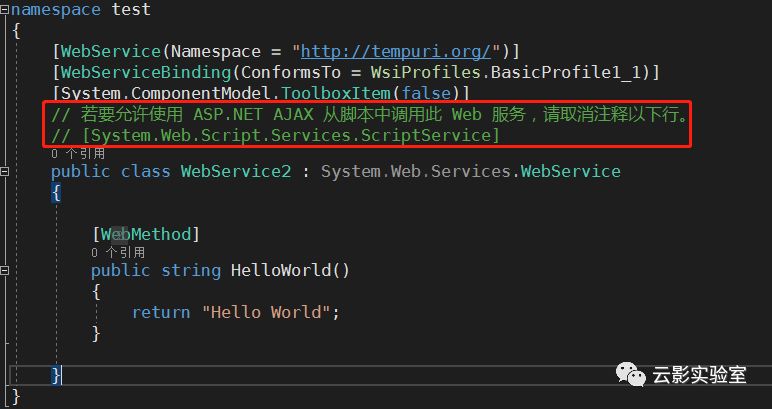 namespace test
{
[WebService(Namespace = "http://tempuri.org/")]
[WebServiceBinding(ConformsTo = WsiProfiles.BasicProfile1_1)]
[System.ComponentModel.ToolboxItem(false)]
// 若要允许使用 ASP.NET AJAX 从脚本中调用此 Web 服务，请取消注释以下行。
// [System.Web.Script.Services.ScriptService]
0 个引用
public class WebService2 : System.Web.Services.WebService
{
[WebMethod]
0 个引用
public string HelloWorld()
{
return "Hello World";
}
}
}
云影实验室